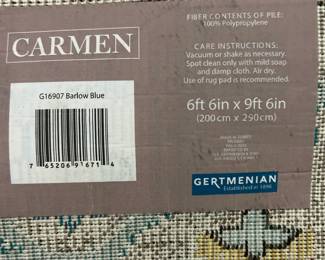 CARMEN
G16907 Barlow Blue
7 65206 91671 4
FIBER CONTENTS OF PILE:
100% Polypropylene
CARE INSTRUCTIONS:
Vacuum or shake as necessary.
Spot clean only with mild soap
and damp cloth. Air dry.
Use of rug pad is recommended.
6ft 6in x 9ft 6in
(200cm x 290cm)
GERTMENIAN
Established in 1896